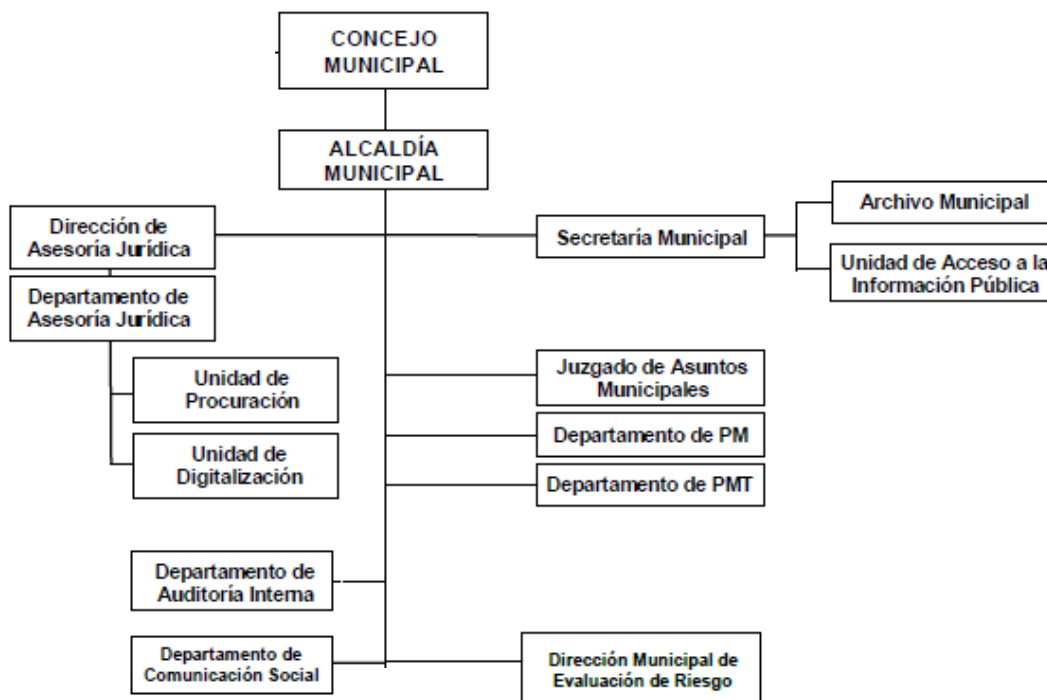 CONCEJO
MUNICIPAL
ALCALDÍA
MUNICIPAL
Dirección de
Asesoría Jurídica
Secretaría Municipal
Archivo Municipal
Unidad de Acceso a la
Información Pública
Departamento de
Asesoría Jurídica
Unidad de
Procuración
Unidad de
Digitalización
Juzgado de Asuntos
Municipales
Departamento de PM
Departamento de PMT
Departamento de
Auditoría Interna
Departamento de
Comunicación Social
Dirección Municipal de
Evaluación de Riesgo